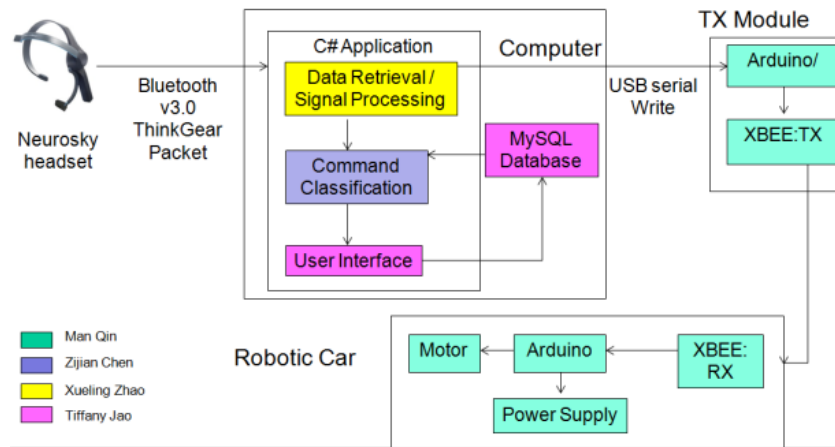 TX Module
C# Application
Computer
Data Retrieval /
Signal Processing
Arduino/
Bluetooth
v3.0
ThinkGear
Packet
USB serial
Write
Neurosky
headset
MySQL
Database
XBEE:TX
Command
Classification
User Interface
Man Qin
Zijian Chen
Xueling Zhao
Tiffany Jao
Robotic Car
Motor
Arduino
XBEE:
RX
Power Supply